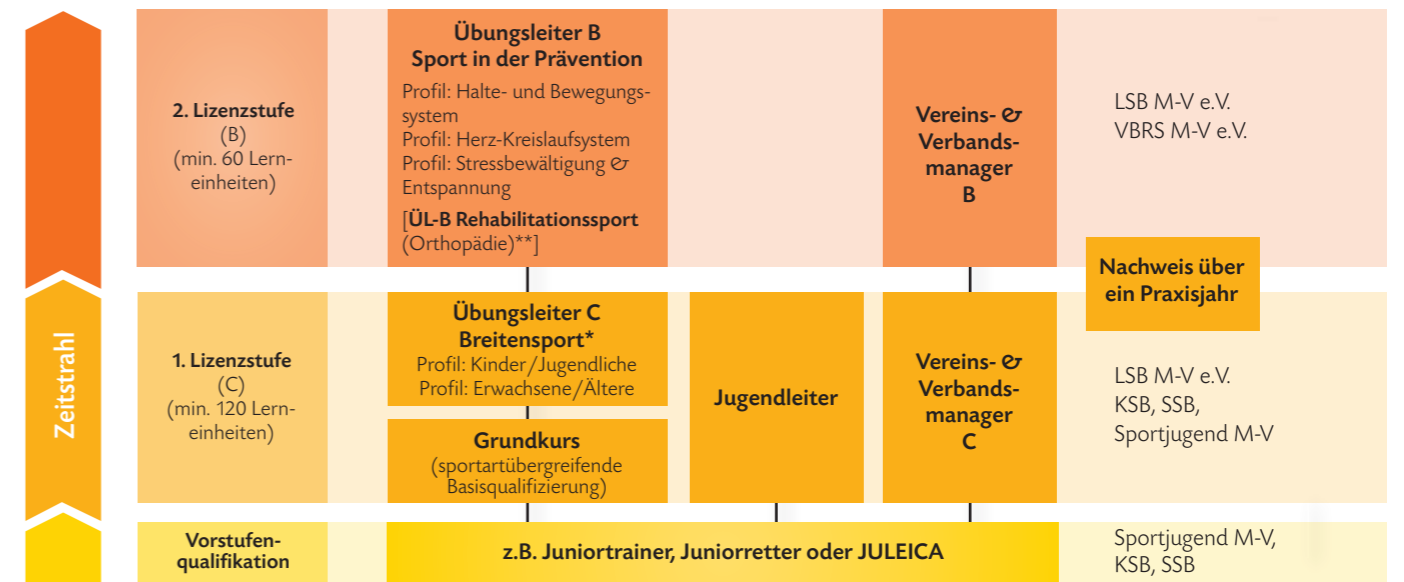 2. Lizenzstufe
(B)
(min. 60 Lern-
einheiten)
Übungsleiter B
Sport in der Prävention
Profil: Halte- und Bewegungs-
system
Profil: Herz-Kreislaufsystem
Profil: Stressbewältigung &
Entspannung
[ÜL-B Rehabilitationssport
(Orthopädie)**]
Vereins- &
Verbands-
manager
B
LSB M-V e.V.
VBRS M-V e.V.
Nachweis über
ein Praxisjahr
Zeitstrahl
1. Lizenzstufe
(C)
(min. 120 Lern-
einheiten)
Übungsleiter C
Breitensport*
Profil: Kinder/Jugendliche
Profil: Erwachsene/Ältere
Grundkurs
(sportartübergreifende
Basisqualifizierung)
Jugendleiter
Vereins- &
Verbands-
manager
C
LSB M-V e.V.
KSB, SSB,
Sportjugend M-V
Vorstufen-
qualifikation
z.B. Juniortrainer, Juniorretter oder JULEICA
Sportjugend M-V,
KSB, SSB